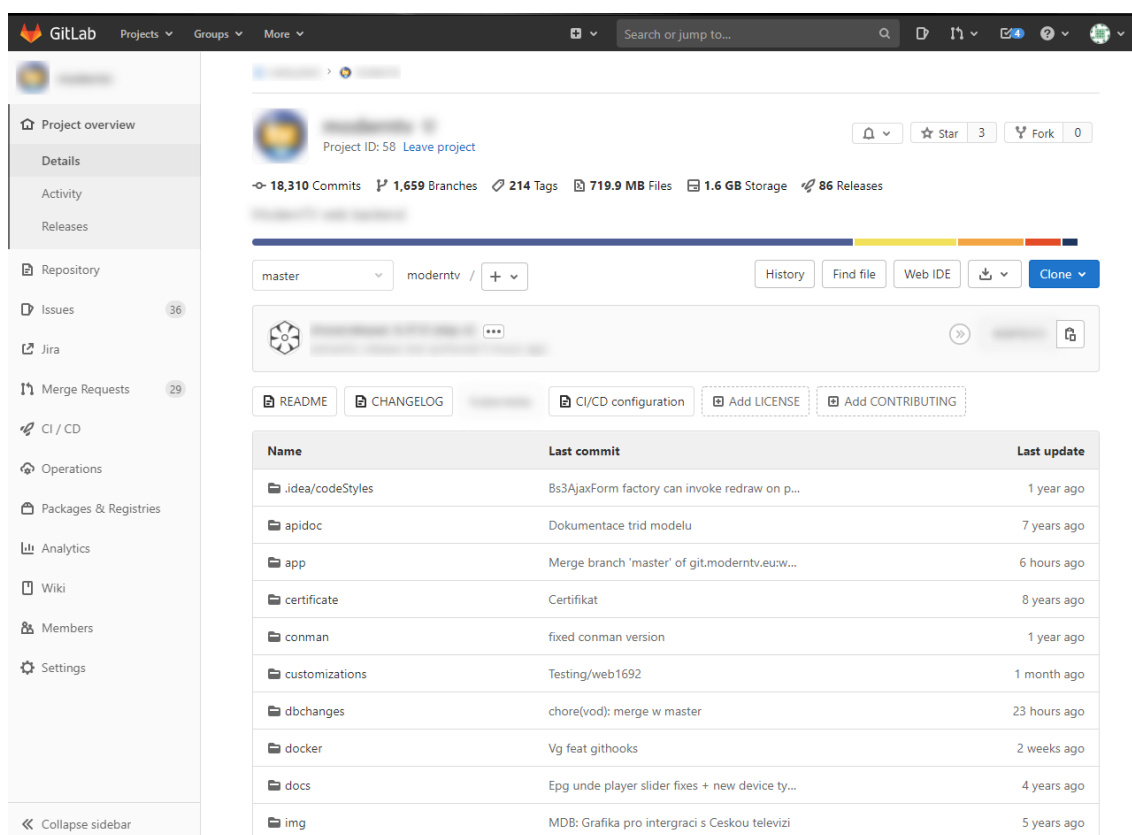 GitLab Projects Groups More Search or jump to... 4
Project overview
Details
Activity
Releases
Repository
Issues 36
Jira
Merge Requests 29
CI / CD
Operations
Packages & Registries
Analytics
Wiki
Members
Settings
Collapse sidebar
Project ID: 58 Leave project
Star 3 Fork 0
18,310 Commits 1,659 Branches 214 Tags 719.9 MB Files 1.6 GB Storage 86 Releases
master moderntv / + History Find file Web IDE Clone
README CHANGELOG CI/CD configuration Add LICENSE Add CONTRIBUTING
Name Last commit Last update
.idea/codeStyles Bs3AjaxForm factory can invoke redraw on p... 1 year ago
apidoc Dokumentace trid modelu 7 years ago
app Merge branch 'master' of git.moderntv.eu:w... 6 hours ago
certificate Certifikat 8 years ago
conman fixed conman version 1 year ago
customizations Testing/web1692 1 month ago
dbchanges chore(vod): merge w master 23 hours ago
docker Vg feat githooks 2 weeks ago
docs Epg unde player slider fixes + new device ty... 4 years ago
img MDB: Grafika pro intergraci s Ceskou televizi 5 years ago